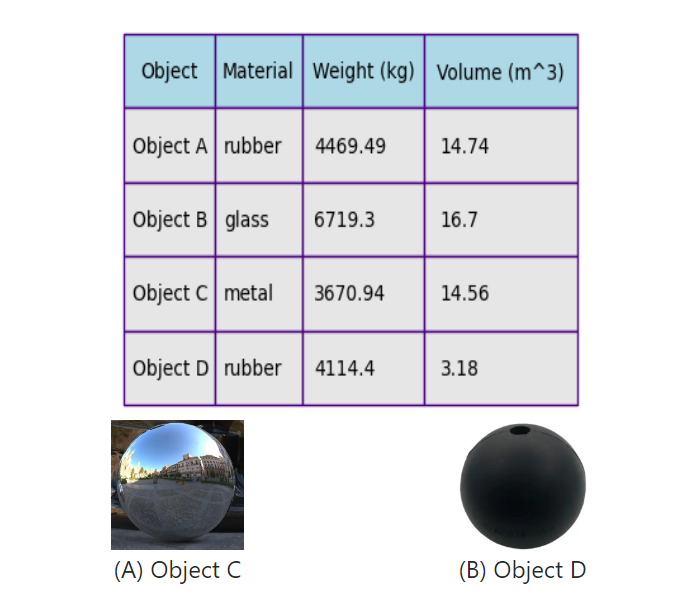 Object Material Weight (kg) Volume (m^3)
Object A rubber 4469.49 14.74
Object B glass 6719.3 16.7
Object C metal 3670.94 14.56
Object D rubber 4114.4 3.18
(A) Object C (B) Object D